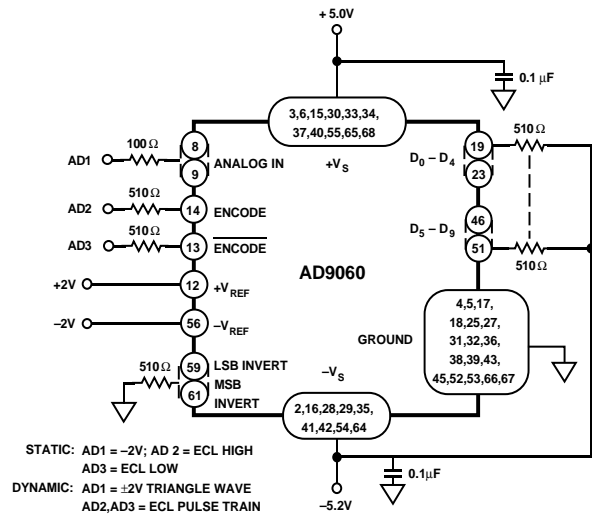 + 5.0V
0.1 µF
3,6,15,30,33,34,
37,40,55,65,68
+VS
100Ω
AD1
8
9
ANALOG IN
510Ω
AD2
14
ENCODE
510Ω
AD3
13
ENCODE
+2V
12
+VREF
–2V
56
–VREF
510Ω
59
LSB INVERT
61
MSB
INVERT
AD9060
D0 – D4
19
23
510Ω
D5 – D9
46
51
510Ω
GROUND
4,5,17,
18,25,27,
31,32,36,
38,39,43,
45,52,53,66,67
–VS
2,16,28,29,35,
41,42,54,64
0.1µF
–5.2V
STATIC: AD1 = –2V; AD 2 = ECL HIGH
AD3 = ECL LOW
DYNAMIC: AD1 = ±2V TRIANGLE WAVE
AD2,AD3 = ECL PULSE TRAIN